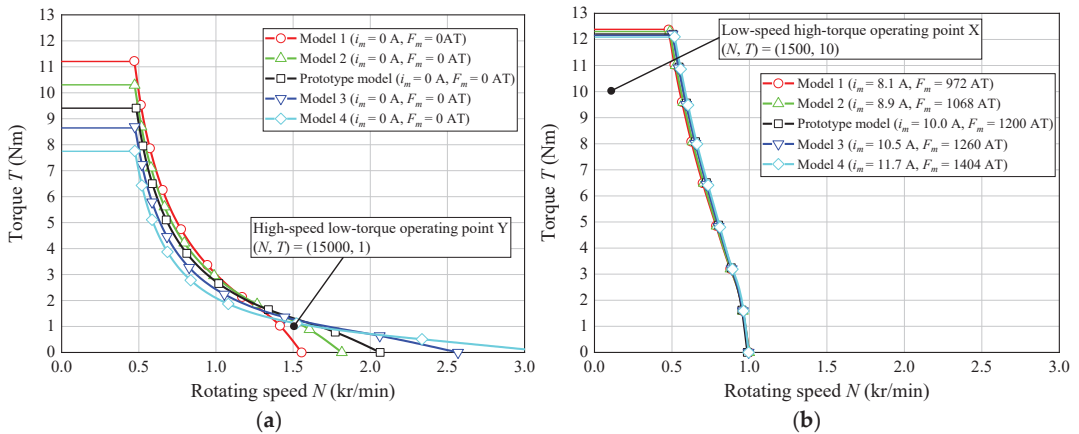 13
12
11
10
9
8
7
6
5
4
3
2
1
0
Torque T (Nm)
Model 1 (im = 0 A, Fm = 0AT)
Model 2 (im = 0 A, Fm = 0 AT)
Prototype model (im = 0 A, Fm = 0 AT)
Model 3 (im = 0 A, Fm = 0 AT)
Model 4 (im = 0 A, Fm = 0 AT)
High-speed low-torque operating point Y
(N, T) = (15000, 1)
0.0
0.5
1.0
1.5
2.0
2.5
3.0
Rotating speed N (kr/min)
(a)
13
12
11
10
9
8
7
6
5
4
3
2
1
0
Torque T (Nm)
Low-speed high-torque operating point X
(N, T) = (1500, 10)
Model 1 (im = 8.1 A, Fm = 972 AT)
Model 2 (im = 8.9 A, Fm = 1068 AT)
Prototype model (im = 10.0 A, Fm = 1200 AT)
Model 3 (im = 10.5 A, Fm = 1260 AT)
Model 4 (im = 11.7 A, Fm = 1404 AT)
0.0
0.5
1.0
1.5
2.0
2.5
3.0
Rotating speed N (kr/min)
(b)